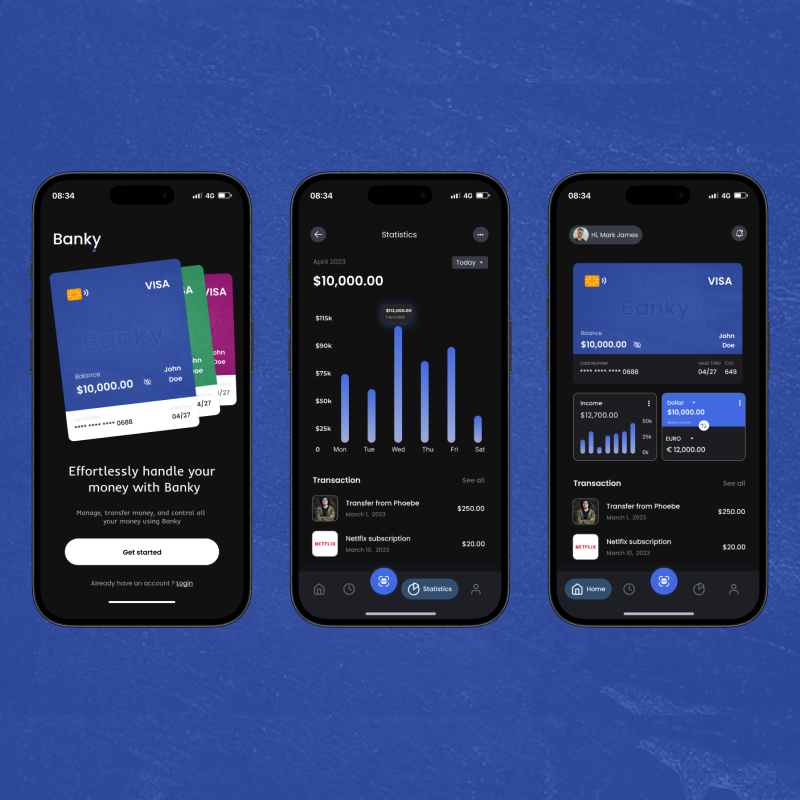 08:34
4G
Banky
VISA
Balance
$10,000.00
John
Doe
**** **** **** 0688
04/27
4/27
VISA
Effortlessly handle your
money with Banky
Manage, transfer money, and control all
your money using Banky
Get started
Already have an account ? Login
08:34
4G
Statistics
April 2023
Today
$10,000.00
$112,000.00
1 April 2023
$115k
$90k
$75k
$50k
$25k
0
Mon
Tue
Wed
Thu
Fri
Sat
Transaction
See all
Transfer from Phoebe
March 1, 2023
$250.00
NETFLIX
Netlfix subscription
March 10, 2023
$20.00
Statistics
08:34
4G
Hi, Mark James
VISA
Banky
Balance
$10,000.00
John
Doe
Card Number
VALID THRU
CVC
**** **** **** 0688
04/27
649
Income
$12,700.00
50k
25k
0k
Dollar
$10,000.00
EURO
€ 12,000.00
Transaction
See all
Transfer from Phoebe
March 1, 2023
$250.00
NETFLIX
Netlfix subscription
March 10, 2023
$20.00
Home